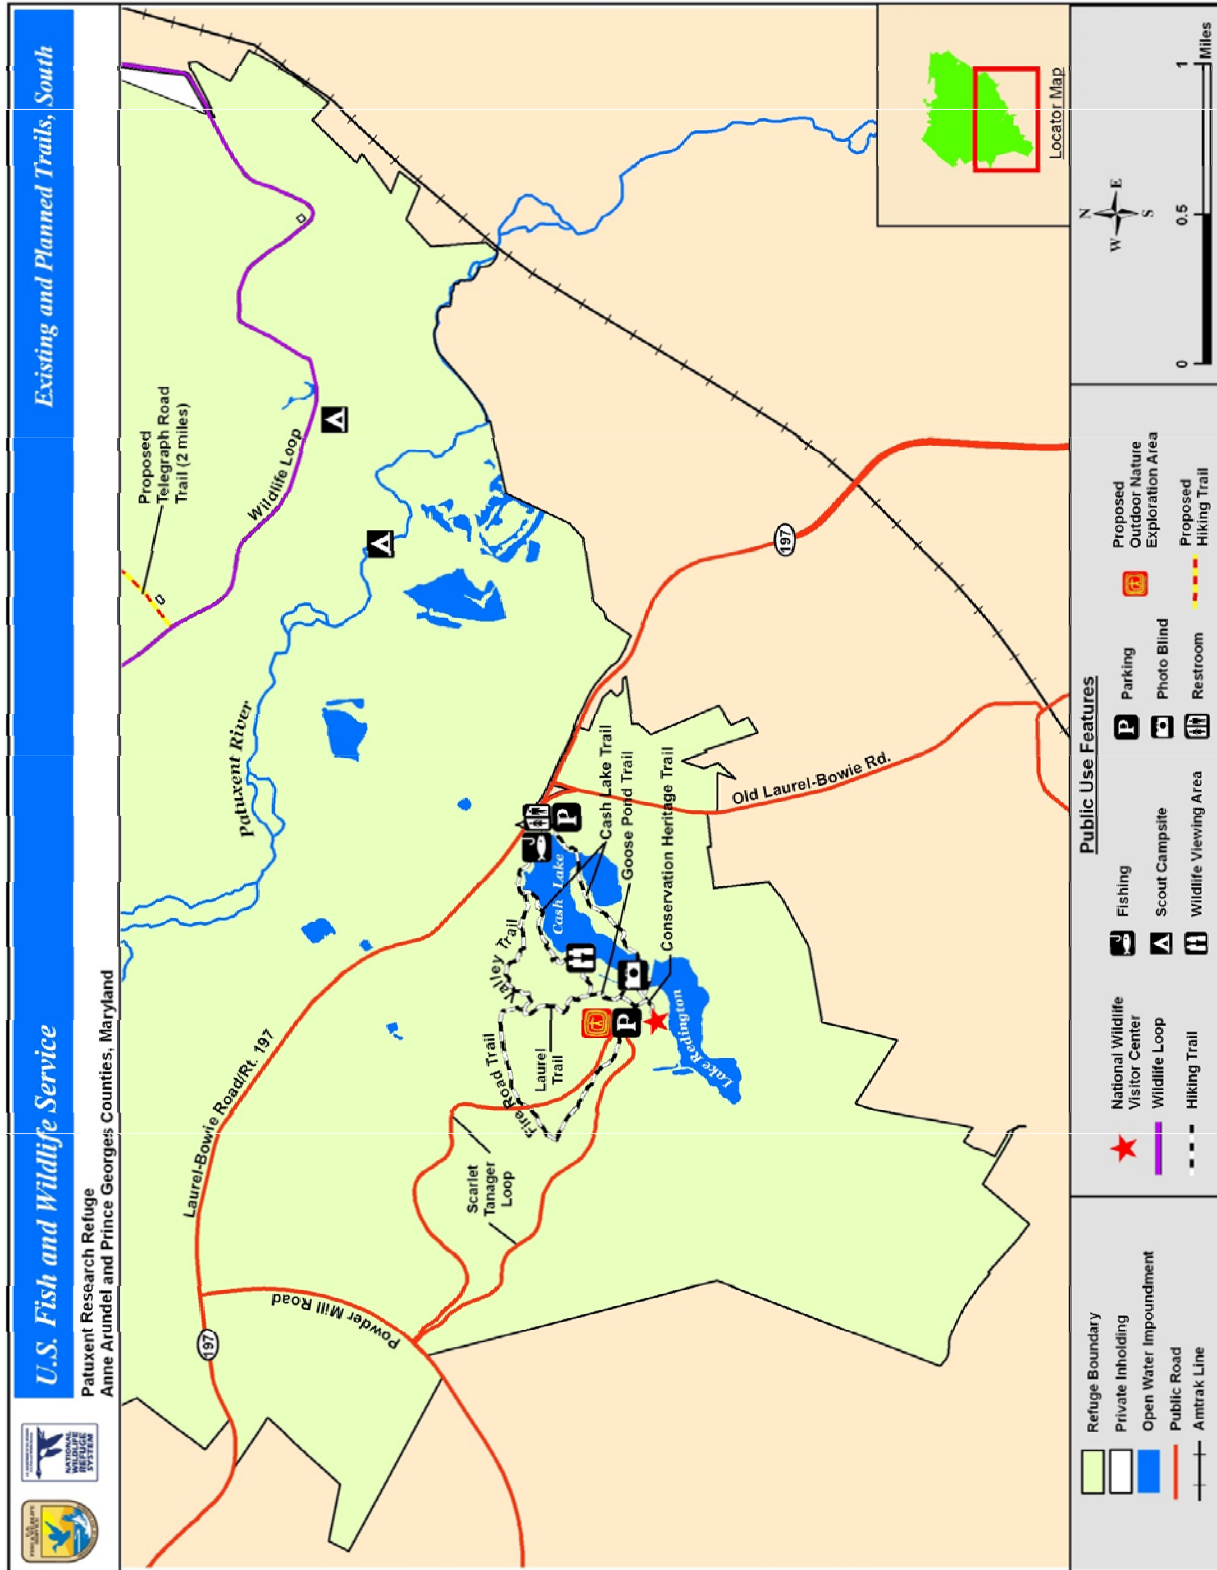 U.S. Fish and Wildlife Service
Existing and Planned Trails, South
Patuxent Research Refuge
Anne Arundel and Prince Georges Counties, Maryland
NATIONAL
WILDLIFE
REFUGE
SYSTEM
Proposed
Telegraph Road
Trail (2 miles)
Wildlife Loop
Patuxent River
Laurel-Bowie Road/Rt. 197
197
Powder Mill Road
Scarlet
Tanager
Loop
Fire Road Trail
Valley Trail
Laurel
Trail
Cash Lake
Cash Lake Trail
Goose Pond Trail
Conservation Heritage Trail
Lake Redington
Old Laurel-Bowie Rd.
197
P
P
Locator Map
Refuge Boundary
Private Inholding
Open Water Impoundment
Public Road
Amtrak Line
Public Use Features
National Wildlife
Visitor Center
Wildlife Loop
Hiking Trail
Fishing
Scout Campsite
Wildlife Viewing Area
P
Parking
Photo Blind
Restroom
Proposed
Outdoor Nature
Exploration Area
Proposed
Hiking Trail
N
W
E
S
0
0.5
1
Miles